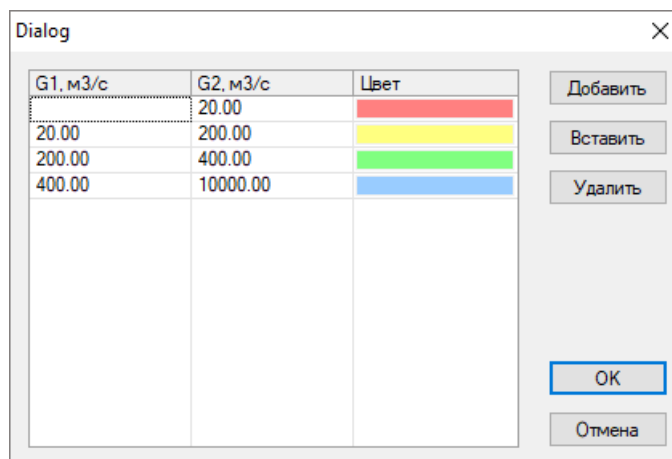 Dialog
G1, м3/с G2, м3/с Цвет
20.00
20.00 200.00
200.00 400.00
400.00 10000.00
Добавить
Вставить
Удалить
OK
Отмена